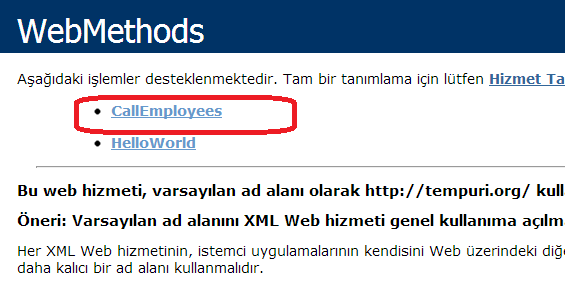 WebMethods
Aşağıdaki işlemler desteklenmektedir. Tam bir tanımlama için lütfen Hizmet Ta
CallEmployees
HelloWorld
Bu web hizmeti, varsayılan ad alanı olarak http://tempuri.org/ kull
Öneri: Varsayılan ad alanını XML Web hizmeti genel kullanıma açılma
Her XML Web hizmetinin, istemci uygulamalarının kendisini Web üzerindeki diğe
daha kalıcı bir ad alanı kullanmalıdır.